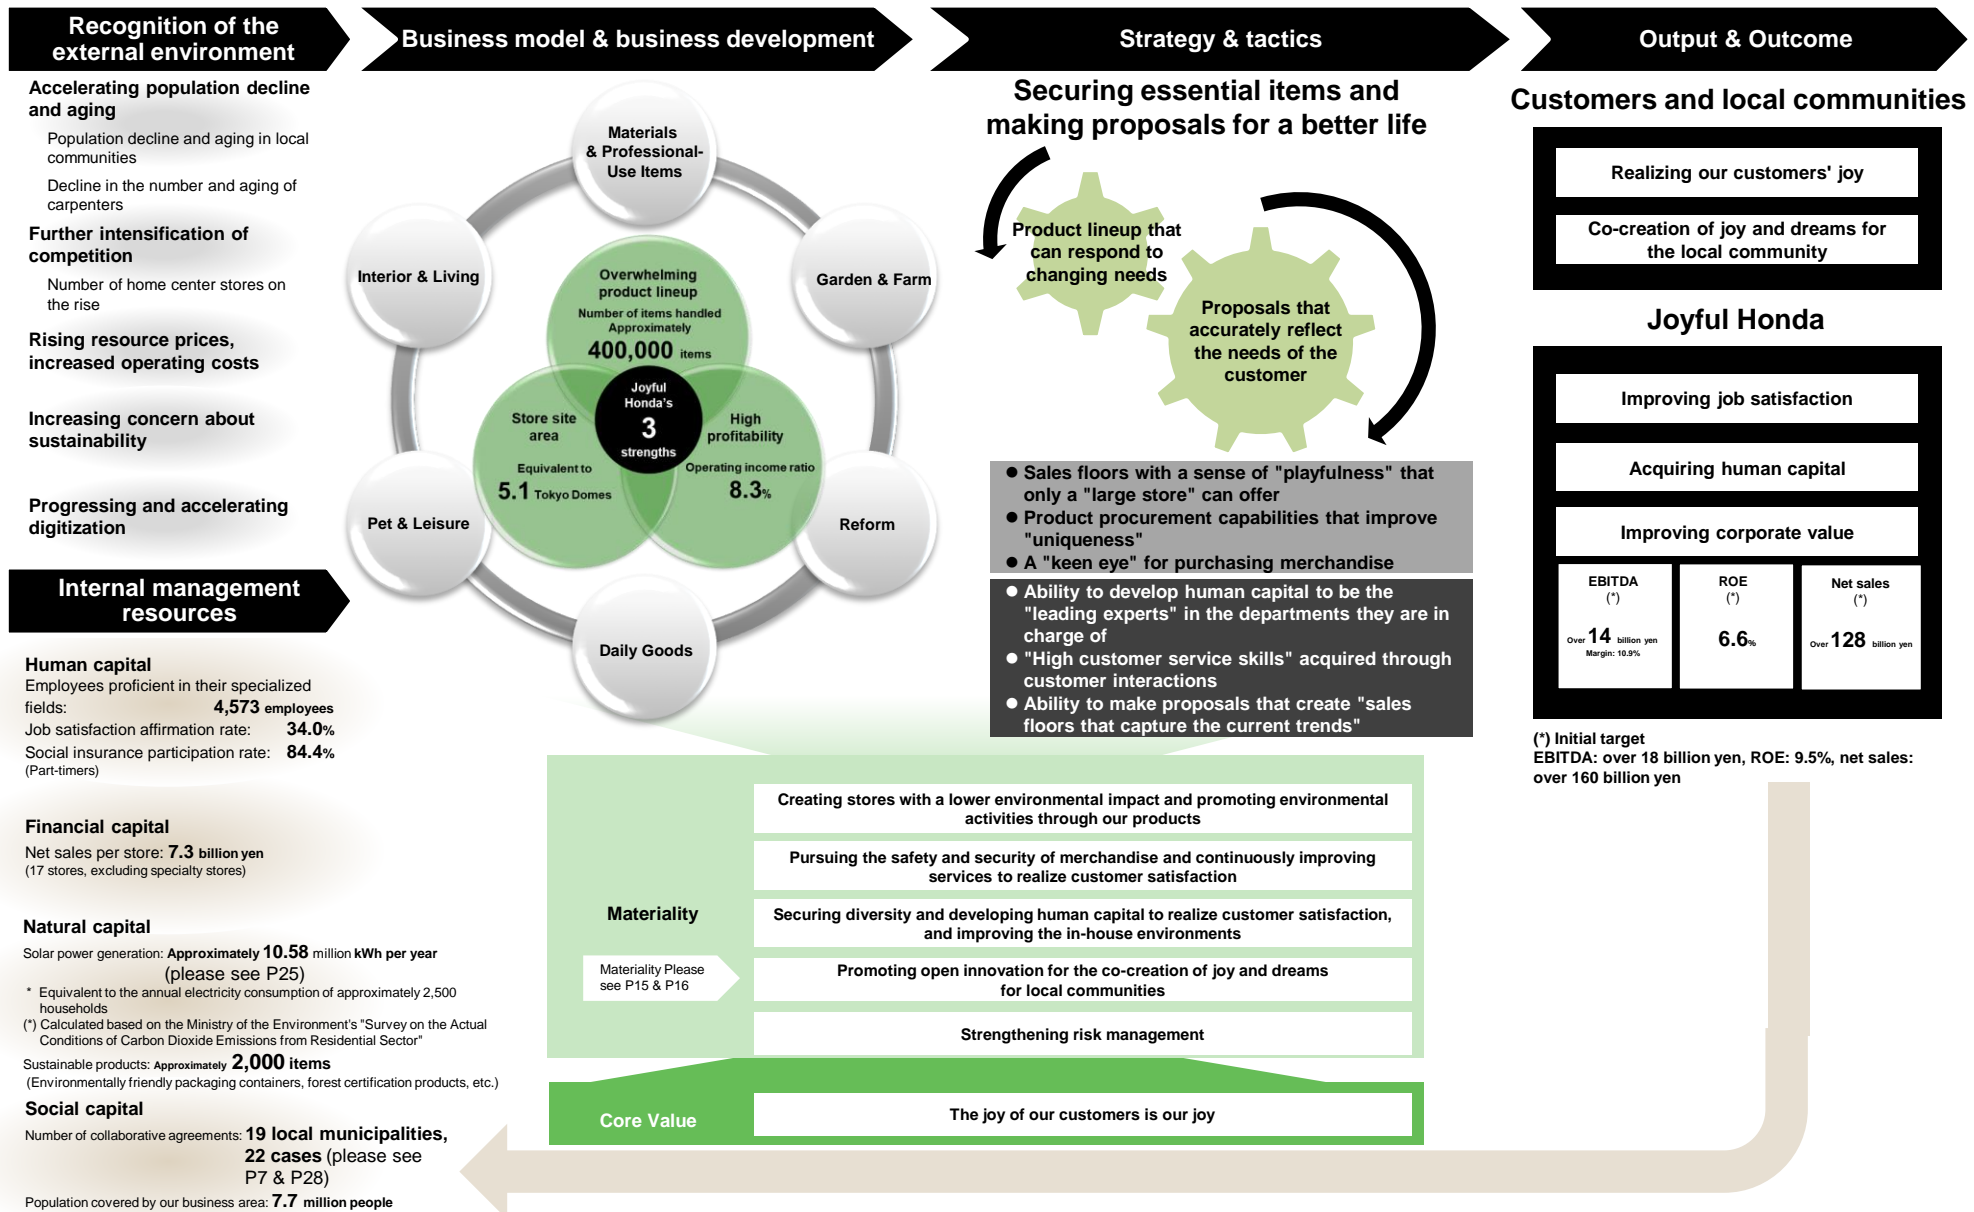 Recognition of the
external environment
Accelerating population decline
and aging
Population decline and aging in local
communities
Decline in the number and aging of
carpenters
Further intensification of
competition
Number of home center stores on
the rise
Rising resource prices,
increased operating costs
Increasing concern about
sustainability
Progressing and accelerating
digitization
Internal management
resources
Human capital
Employees proficient in their specialized
fields: 4,573 employees
Job satisfaction affirmation rate: 34.0%
Social insurance participation rate: 84.4%
(Part-timers)
Financial capital
Net sales per store: 7.3 billion yen
(17 stores, excluding specialty stores)
Natural capital
Solar power generation: Approximately 10.58 million kWh per year
(please see P25)
* Equivalent to the annual electricity consumption of approximately 2,500
households
(*) Calculated based on the Ministry of the Environment's "Survey on the Actual
Conditions of Carbon Dioxide Emissions from Residential Sector"
Sustainable products: Approximately 2,000 items
(Environmentally friendly packaging containers, forest certification products, etc.)
Social capital
Number of collaborative agreements: 19 local municipalities,
22 cases (please see
P7 & P28)
Population covered by our business area: 7.7 million people
Business model & business development
Materials
& Professional-
Use Items
Interior & Living
Garden & Farm
Overwhelming
product lineup
Number of items handled
Approximately
400,000 items
Joyful
Honda's
3
strengths
Store site
area
Equivalent to
5.1 Tokyo Domes
High
profitability
Operating income ratio
8.3%
Pet & Leisure
Reform
Daily Goods
Strategy & tactics
Securing essential items and
making proposals for a better life
Product lineup that
can respond to
changing needs
Proposals that
accurately reflect
the needs of the
customer
● Sales floors with a sense of "playfulness" that
only a "large store" can offer
● Product procurement capabilities that improve
"uniqueness"
● A "keen eye" for purchasing merchandise
● Ability to develop human capital to be the
"leading experts" in the departments they are in
charge of
● "High customer service skills" acquired through
customer interactions
● Ability to make proposals that create "sales
floors that capture the current trends"
Materiality
Materiality Please
see P15 & P16
Creating stores with a lower environmental impact and promoting environmental
activities through our products
Pursuing the safety and security of merchandise and continuously improving
services to realize customer satisfaction
Securing diversity and developing human capital to realize customer satisfaction,
and improving the in-house environments
Promoting open innovation for the co-creation of joy and dreams
for local communities
Strengthening risk management
Core Value
The joy of our customers is our joy
Output & Outcome
Customers and local communities
Realizing our customers' joy
Co-creation of joy and dreams for
the local community
Joyful Honda
Improving job satisfaction
Acquiring human capital
Improving corporate value
EBITDA
(*)
Over 14 billion yen
Margin: 10.9%
ROE
(*)
6.6%
Net sales
(*)
Over 128 billion yen
(*) Initial target
EBITDA: over 18 billion yen, ROE: 9.5%, net sales:
over 160 billion yen